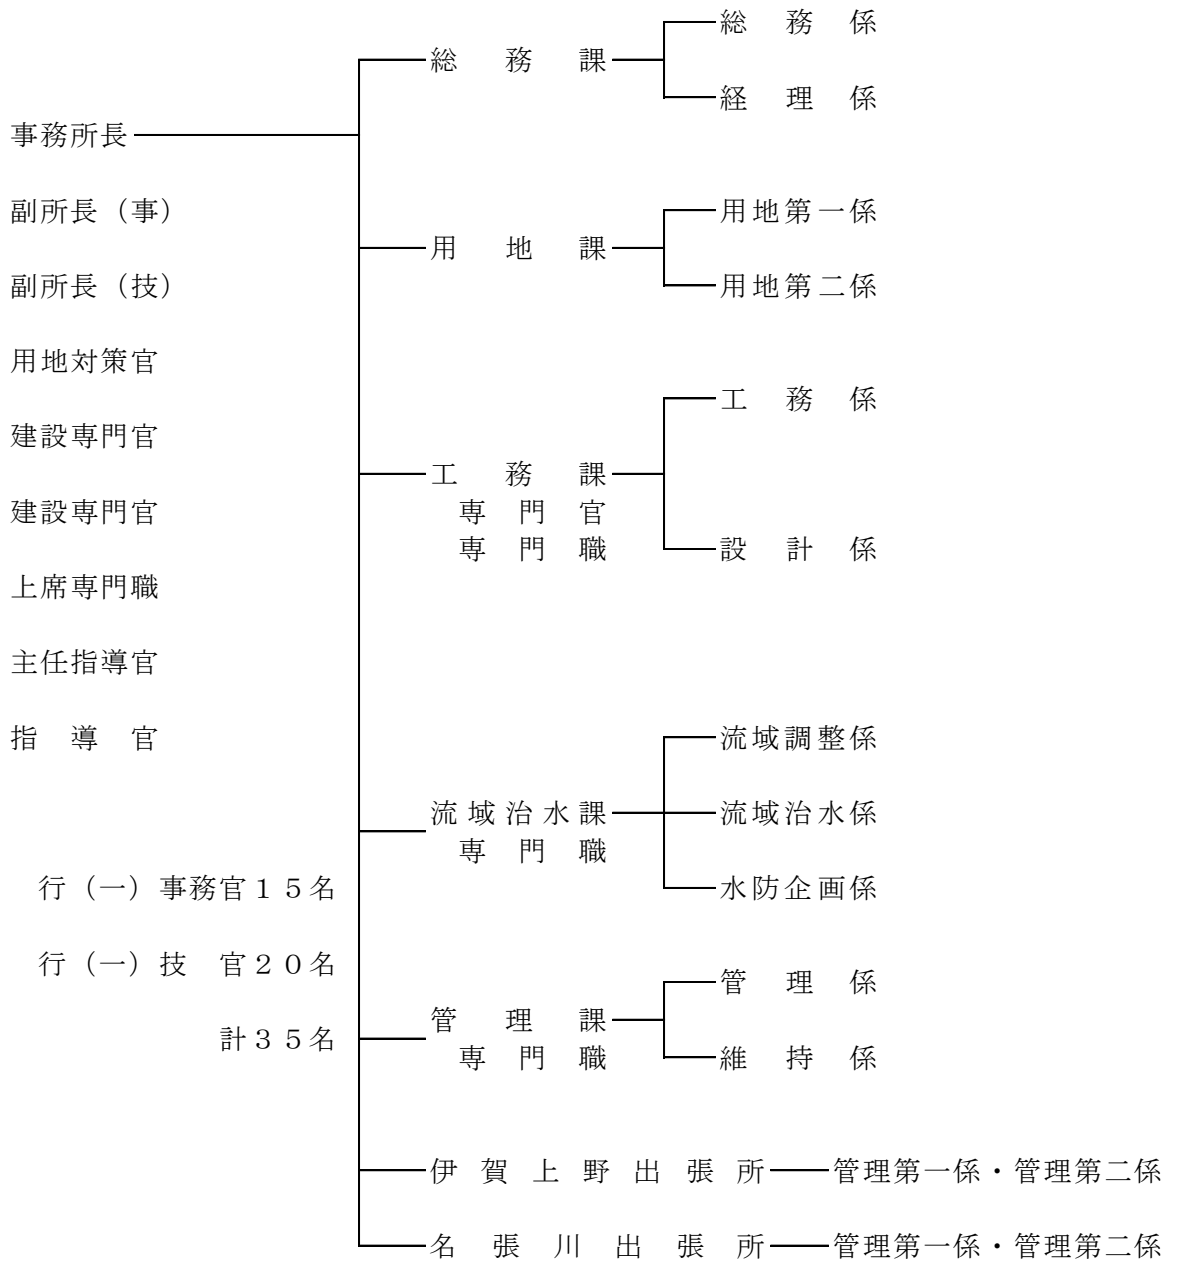 総務係
総務課
経理係
事務所長
副所長（事）
用地第一係
用地課
副所長（技）
用地第二係
用地対策官
工務係
建設専門官
工務課
専門官
建設専門官
専門職
設計係
上席専門職
主任指導官
指導官
流域調整係
流域治水課
流域治水係
専門職
行（一）事務官１５名
水防企画係
行（一）技　官２０名
管理係
管理課
計３５名
専門職
維持係
伊賀上野出張所
管理第一係・管理第二係
名張川出張所
管理第一係・管理第二係